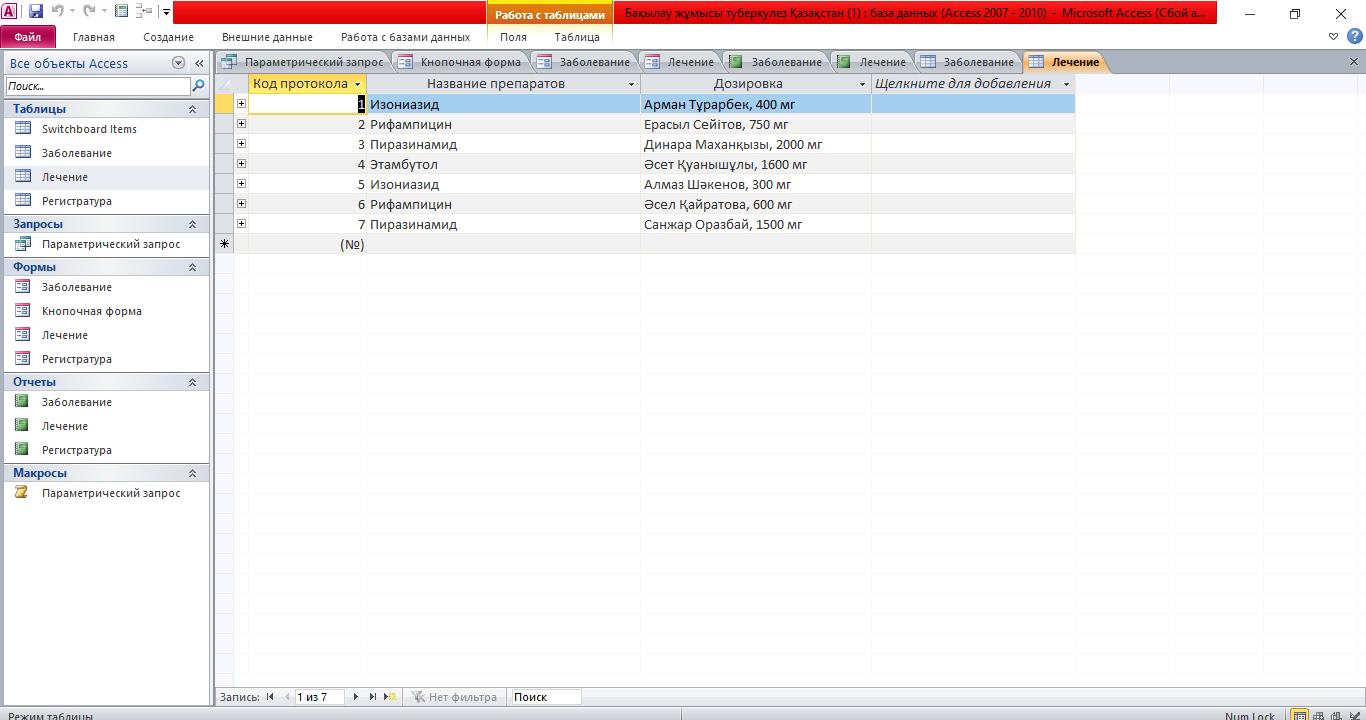 Работа с таблицами
Бақылау жұмысы туберкулез Қазақстан (1) : база данных (Access 2007 - 2010) - Microsoft Access (Сбой а...
Файл Главная Создание Внешние данные Работа с базами данных Поля Таблица
Все объекты Access
Поиск...
Таблицы
Switchboard Items
Заболевание
Лечение
Регистратура
Запросы
Параметрический запрос
Формы
Заболевание
Кнопочная форма
Лечение
Регистратура
Отчеты
Заболевание
Лечение
Регистратура
Макросы
Параметрический запрос
Параметрический запрос Кнопочная форма Заболевание Лечение Заболевание Лечение Заболевание Лечение
Код протокола Название препаратов Дозировка Щелкните для добавления
1 Изониазид Арман Тұрарбек, 400 мг
2 Рифампицин Ерасыл Сейітов, 750 мг
3 Пиразинамид Динара Маханқызы, 2000 мг
4 Этамбутол Әсет Қуанышұлы, 1600 мг
5 Изониазид Алмаз Шәкенов, 300 мг
6 Рифампицин Әсел Қайратова, 600 мг
7 Пиразинамид Санжар Оразбай, 1500 мг
(№)
Запись: 1 из 7 Нет фильтра Поиск
Режим таблицы Num Lock